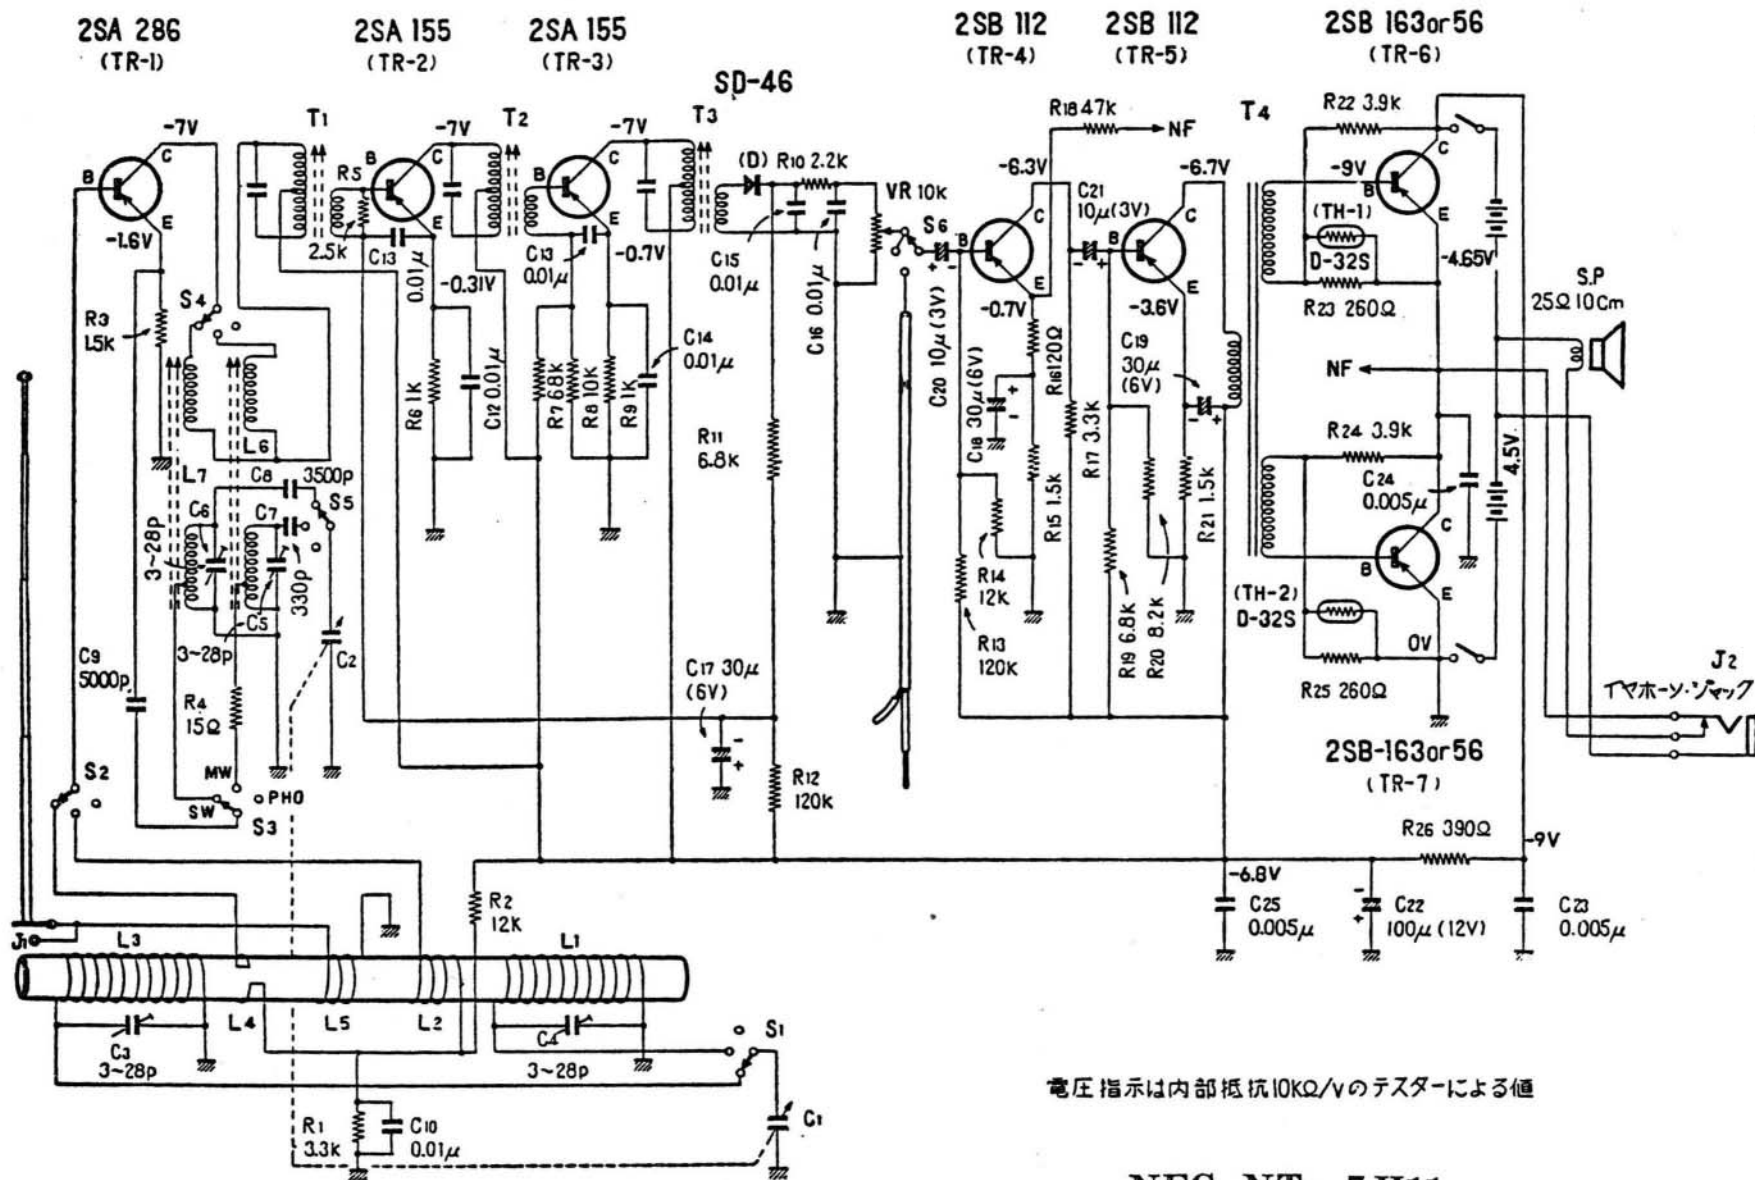 2SA 286
(TR-1)
2SA 155
(TR-2)
2SA 155
(TR-3)
SD-46
2SB 112
(TR-4)
2SB 112
(TR-5)
2SB 163or56
(TR-6)
-7V
C
B
E
-1.6V
R3
1.5K
S4
T1
R5
2.5k
B
-7V
C
E
C13
0.01μ
-0.31V
T2
B
-7V
C
E
C13
0.01μ
-0.7V
T3
(D)
R10 2.2k
C15
0.01μ
C16 0.01μ
VR 10k
S6
C20 10μ(3V)
R18 47k
NF
-6.3V
B
C
E
-0.7V
C21
10μ(3V)
-6.7V
B
C
E
-3.6V
C19
30μ
(6V)
T4
R22 3.9k
-9V
C
B
E
(TH-1)
D-32S
-4.65V
R23 260Ω
S.P
25Ω 10Cm
NF
R24 3.9k
C24
0.005μ
4.5V
C
B
E
(TH-2)
D-32S
0V
R25 260Ω
2SB-163or56
(TR-7)
J2
イヤホーン・ジャック
L7
L6
C8
3500p
S5
C6
3~28p
C7
330p
C5
3~28p
C2
C9
5000p
R4
15Ω
MW
PHO
SW
S3
S2
R6 1K
C12 0.01μ
R7 68K
R8 10K
R9 1K
C14
0.01μ
R11
6.8K
C17 30μ
(6V)
R12
120K
C18 30μ(6V)
R16 120Ω
R15 1.5k
R14
12K
R13
120K
R17 3.3K
R19 6.8k
R20 8.2k
R21 1.5k
R26 390Ω
-9V
-6.8V
C25
0.005μ
C22
100μ(12V)
C23
0.005μ
J1
L3
L4
L5
L2
L1
R2
12K
C3
3~28p
C4
3~28p
S1
R1
3.3k
C10
0.01μ
C1
電圧指示は内部抵抗10KΩ/Vのテスターによる値